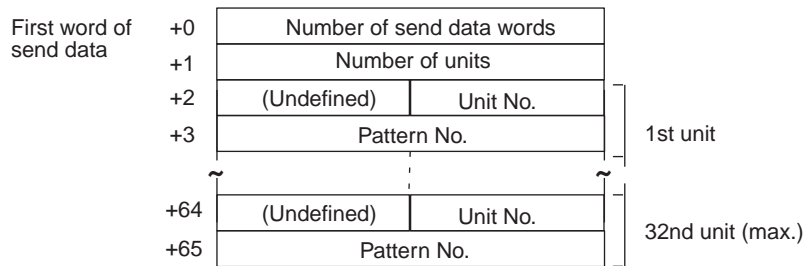 First word of
send data
+0 Number of send data words
+1 Number of units
+2 (Undefined) Unit No.
+3 Pattern No.
1st unit
~ ~
+64 (Undefined) Unit No.
+65 Pattern No.
32nd unit (max.)